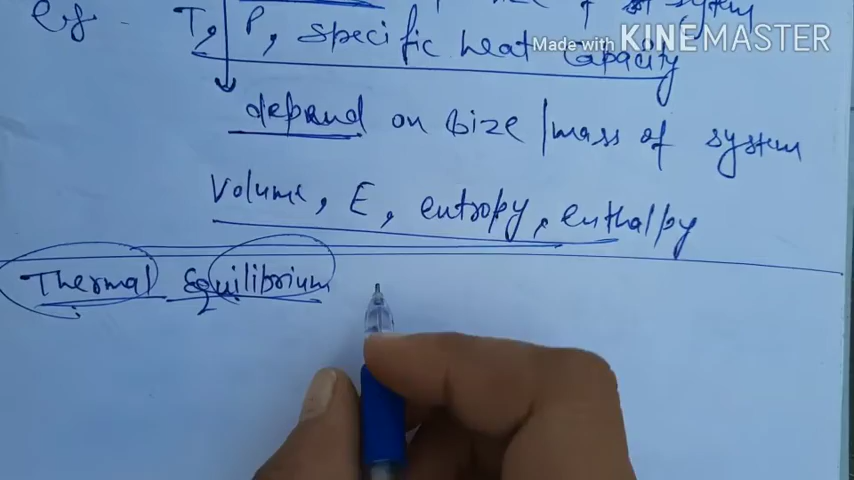 eg - T, P, specific heat capacity
depend on size/mass of system
Volume, E, entropy, enthalpy
Thermal Equilibrium
Made with KINEMASTER